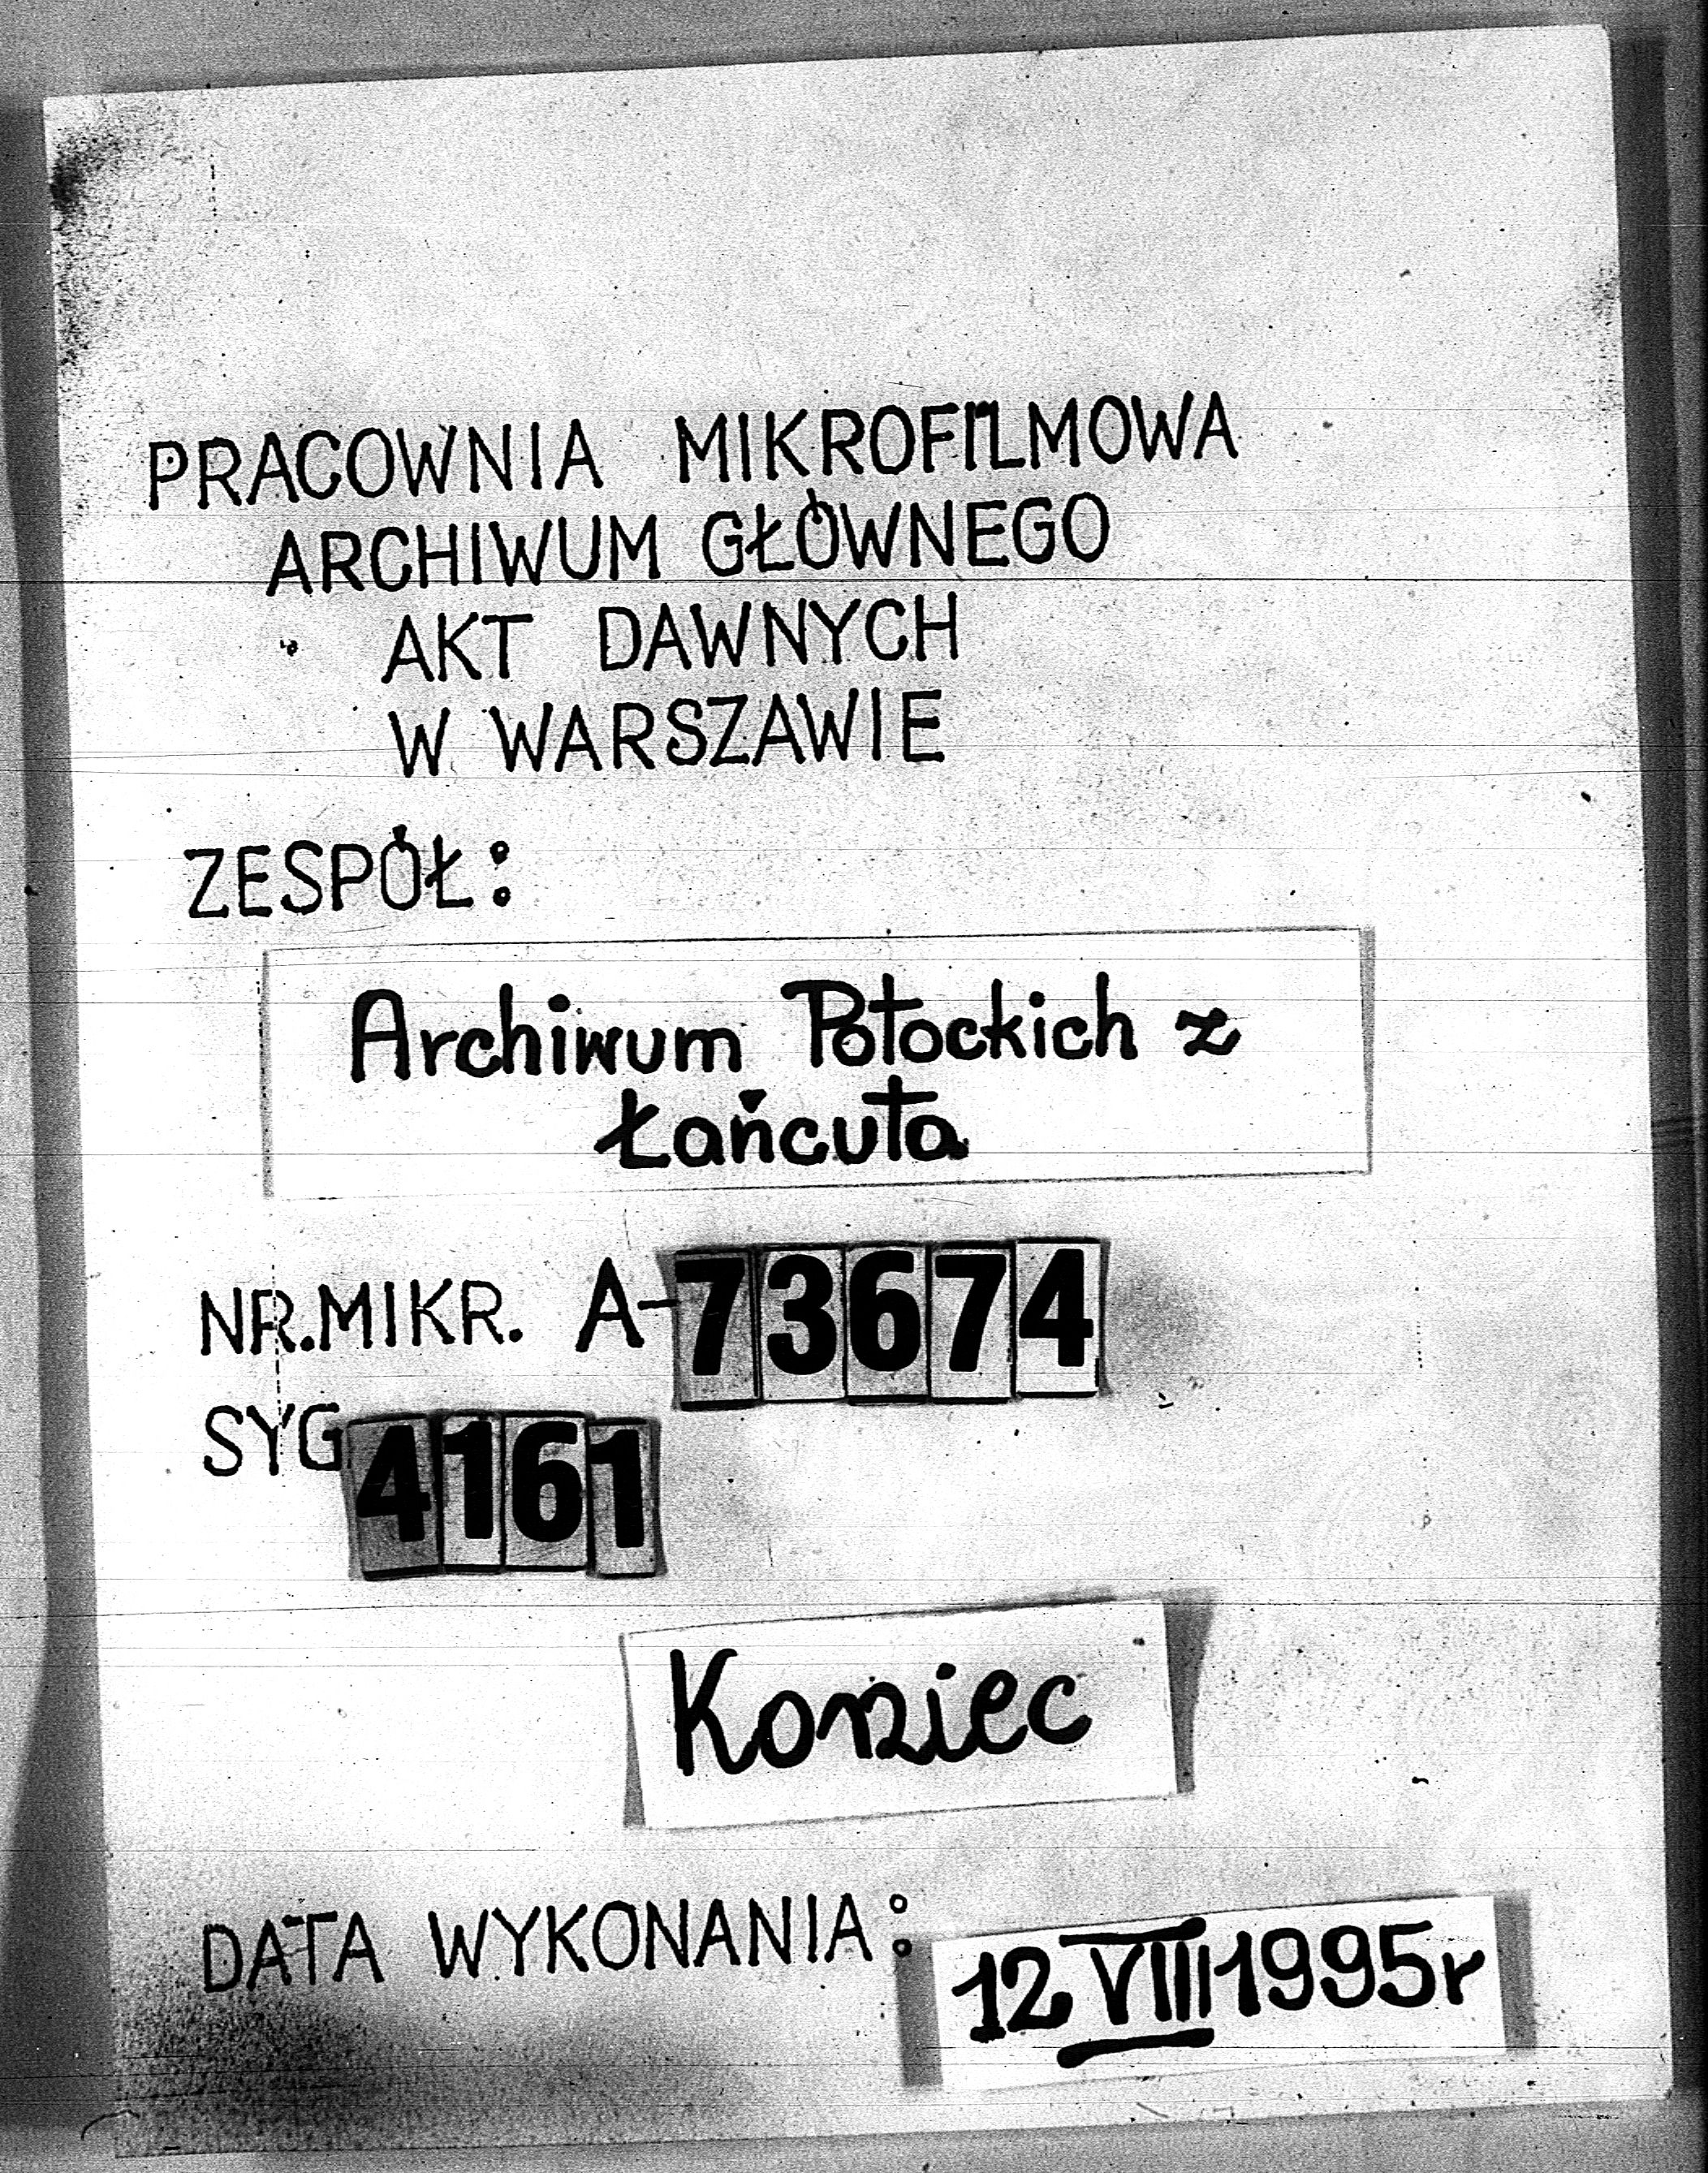 PRACOWNIA MIKROFILMOWA
ARCHIWUM GŁÓWNEGO
AKT DAWNYCH
W WARSZAWIE
ZESPÓŁ:
Archiwum Potockich z
Łańcuta
NR.MIKR. A-73674
SYG 4161
Koniec
DATA WYKONANIA: 12 VIII 1995r